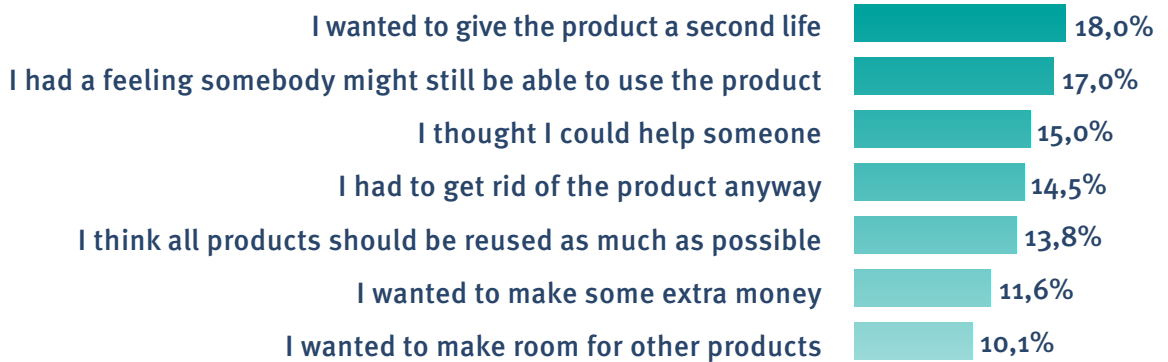 I wanted to give the product a second life 18,0%
I had a feeling somebody might still be able to use the product 17,0%
I thought I could help someone 15,0%
I had to get rid of the product anyway 14,5%
I think all products should be reused as much as possible 13,8%
I wanted to make some extra money 11,6%
I wanted to make room for other products 10,1%